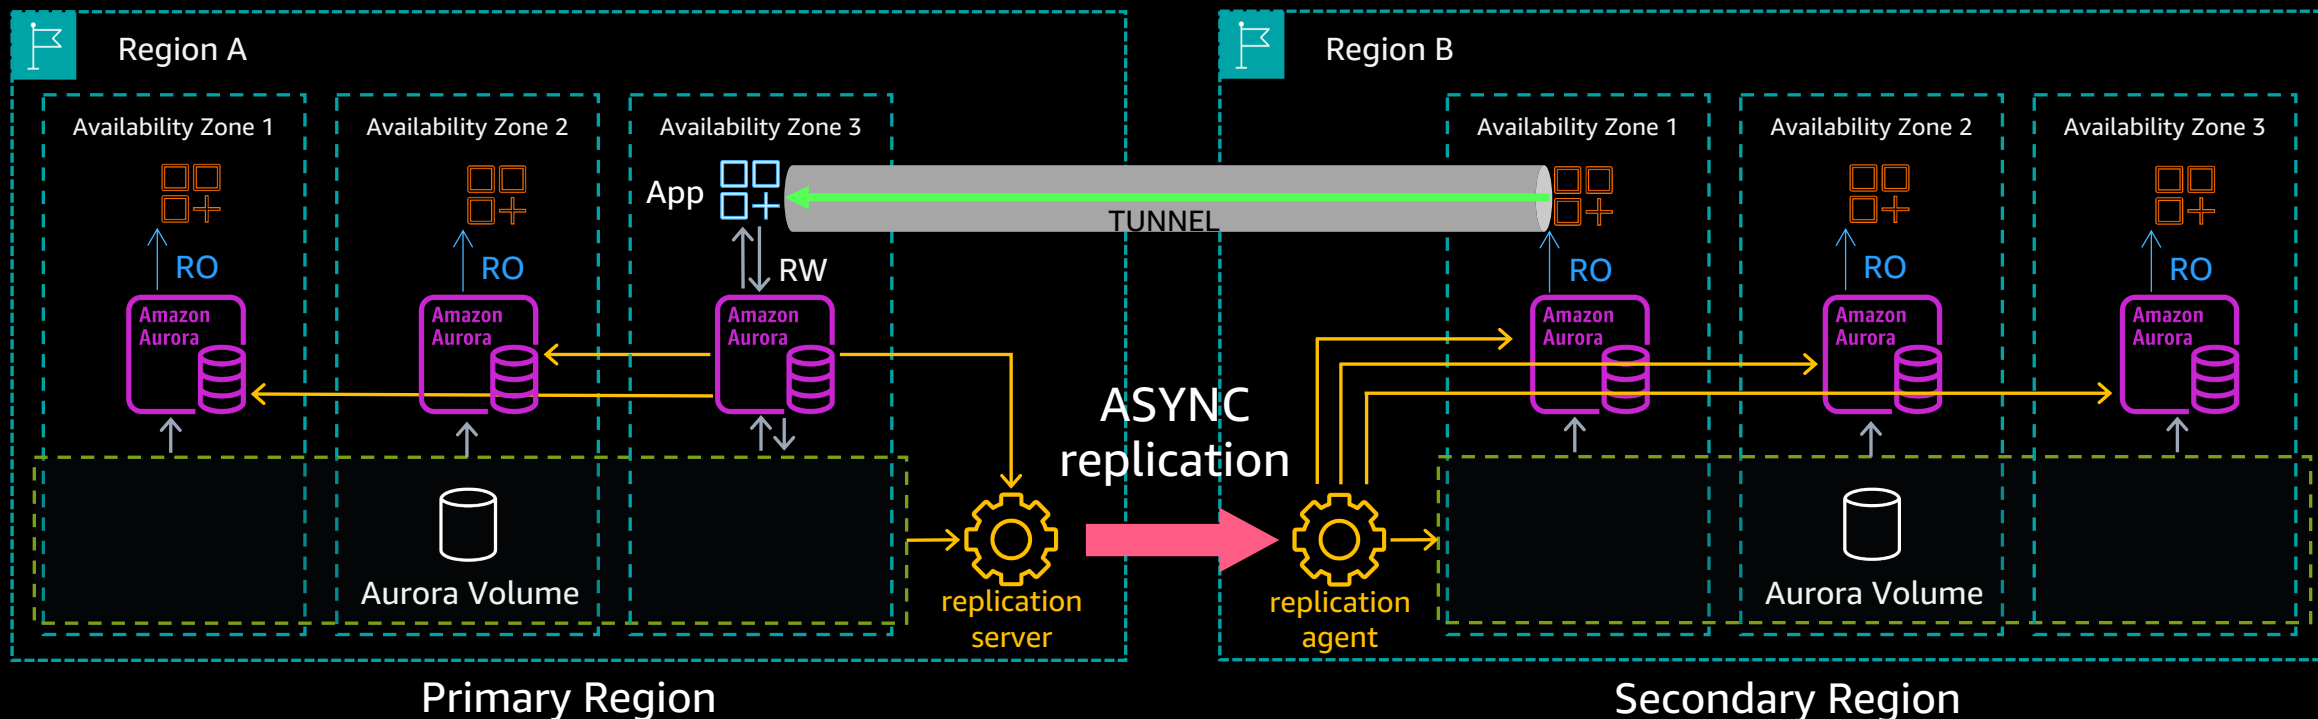 Region A
Region B
Availability Zone 1
Availability Zone 2
Availability Zone 3
Availability Zone 1
Availability Zone 2
Availability Zone 3
App
TUNNEL
RO
RO
RW
RO
RO
RO
Amazon
Aurora
Amazon
Aurora
Amazon
Aurora
Amazon
Aurora
Amazon
Aurora
Amazon
Aurora
ASYNC
replication
Aurora Volume
replication
server
replication
agent
Aurora Volume
Primary Region
Secondary Region